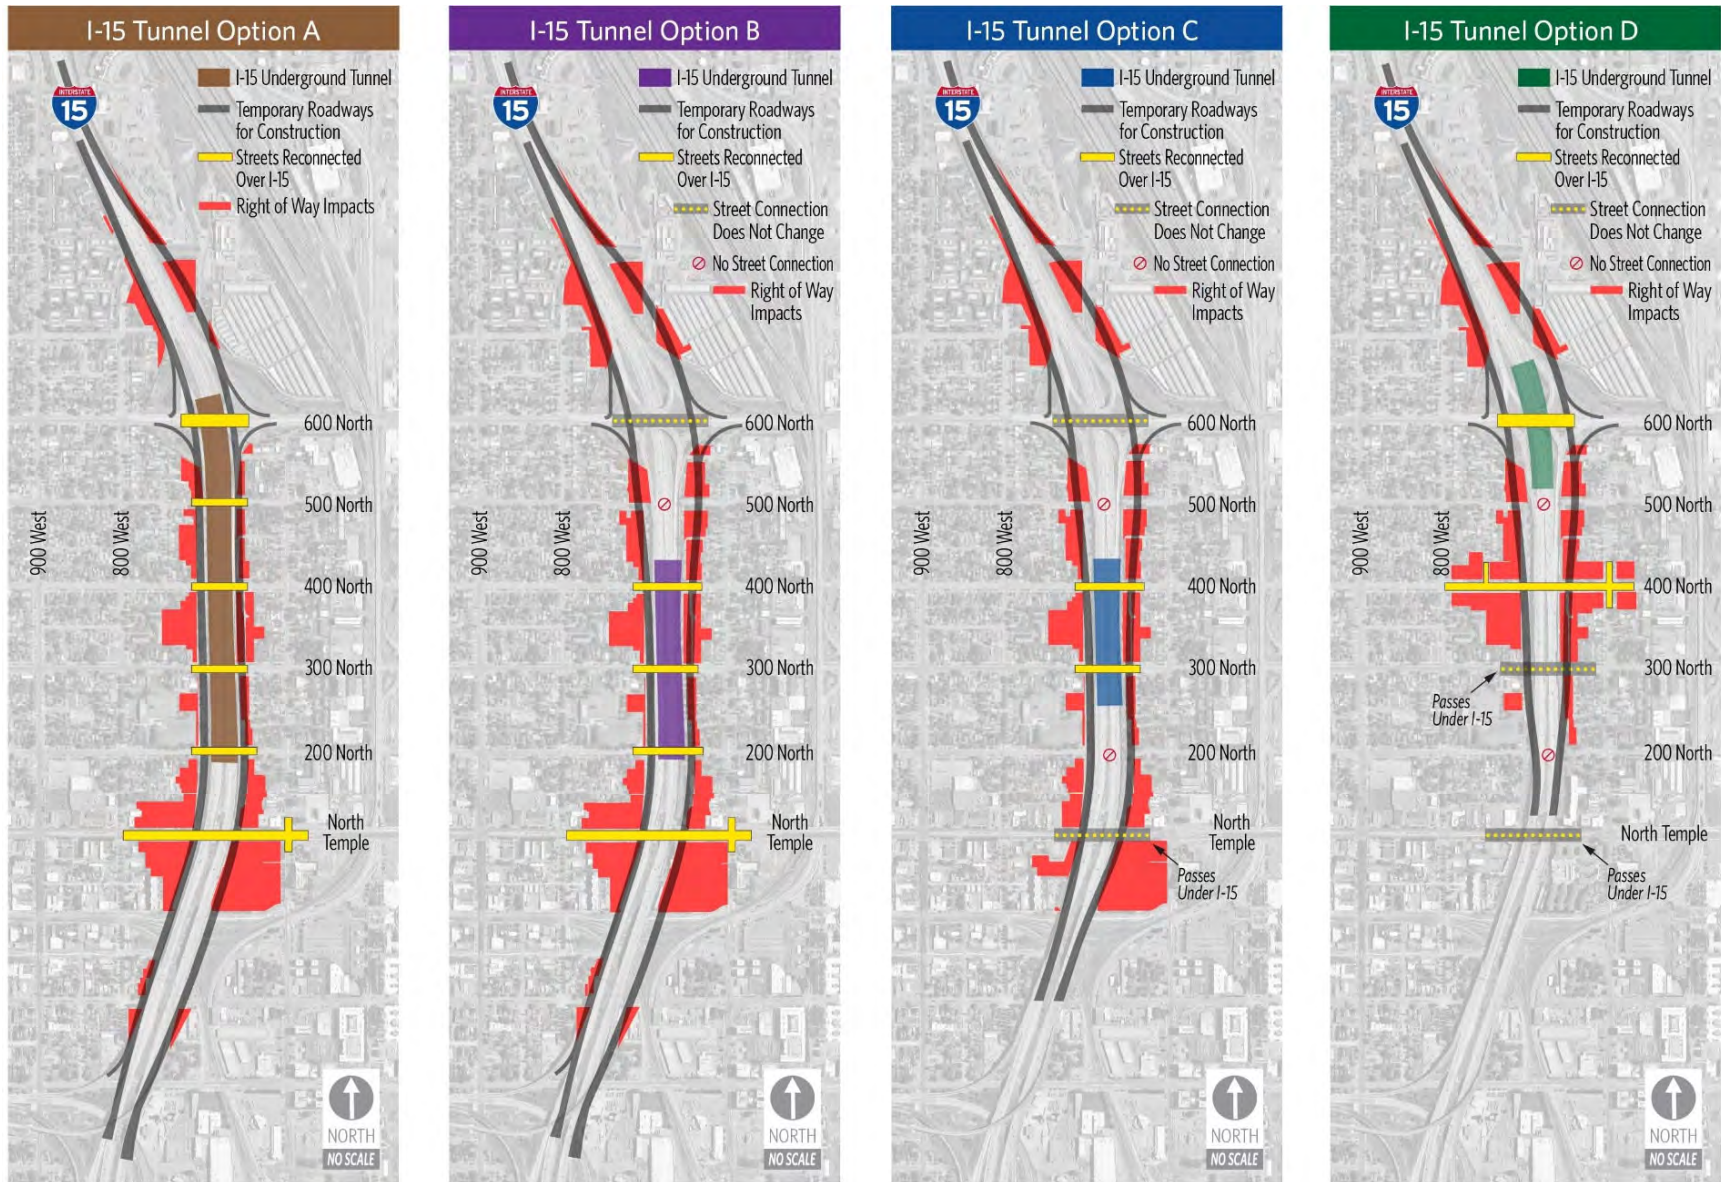 I-15 Tunnel Option A
I-15 Underground Tunnel
INTERSTATE
15
Temporary Roadways
for Construction
Streets Reconnected
Over I-15
Right of Way Impacts
600 North
500 North
900 West
800 West
400 North
300 North
200 North
North
Temple
NORTH
NO SCALE
I-15 Tunnel Option B
I-15 Underground Tunnel
INTERSTATE
15
Temporary Roadways
for Construction
Streets Reconnected
Over I-15
Street Connection
Does Not Change
No Street Connection
Right of Way
Impacts
600 North
500 North
900 West
800 West
400 North
300 North
200 North
North
Temple
NORTH
NO SCALE
I-15 Tunnel Option C
I-15 Underground Tunnel
INTERSTATE
15
Temporary Roadways
for Construction
Streets Reconnected
Over I-15
Street Connection
Does Not Change
No Street Connection
Right of Way
Impacts
600 North
500 North
900 West
800 West
400 North
300 North
200 North
North
Temple
Passes
Under I-15
NORTH
NO SCALE
I-15 Tunnel Option D
I-15 Underground Tunnel
INTERSTATE
15
Temporary Roadways
for Construction
Streets Reconnected
Over I-15
Street Connection
Does Not Change
No Street Connection
Right of Way
Impacts
600 North
500 North
900 West
800 West
400 North
300 North
Passes
Under I-15
200 North
North Temple
Passes
Under I-15
NORTH
NO SCALE